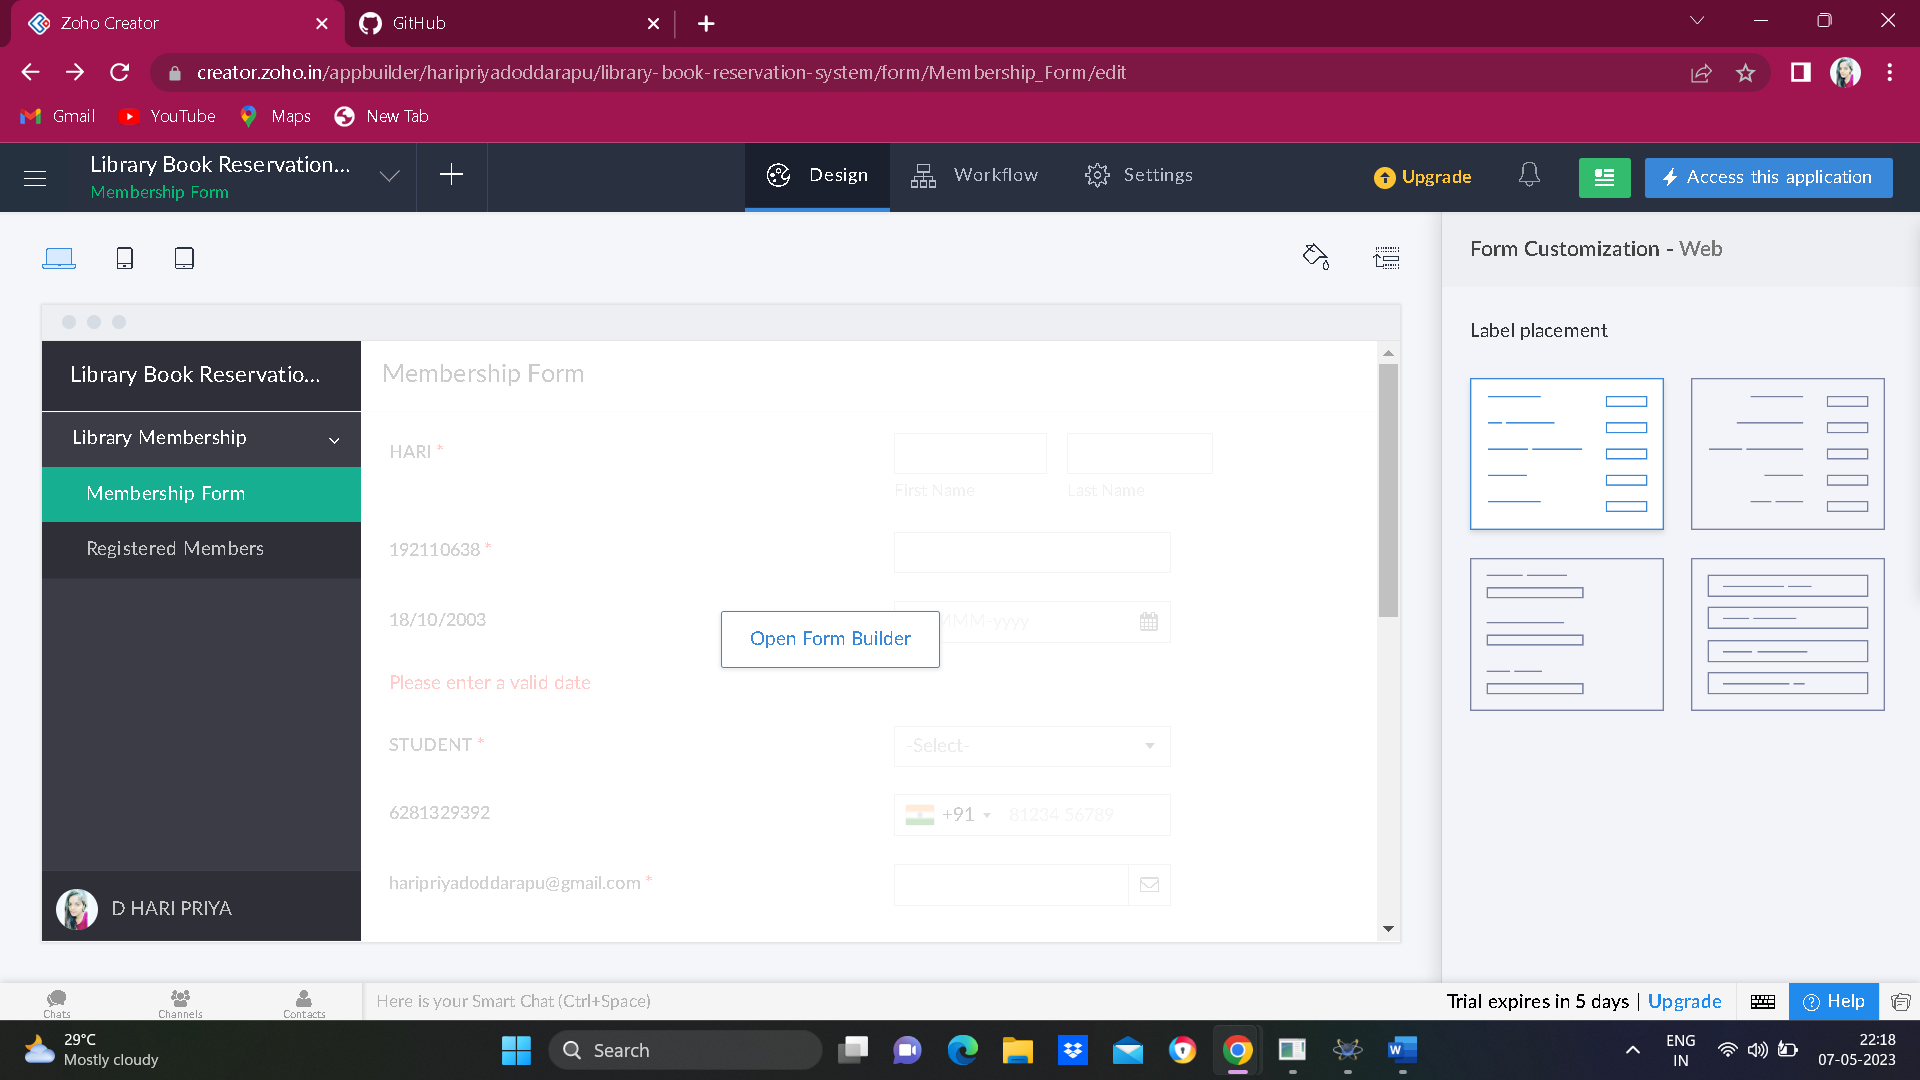 Zoho Creator
GitHub
creator.zoho.in/appbuilder/haripriyadoddarapu/library-book-reservation-system/form/Membership_Form/edit
Gmail
YouTube
Maps
New Tab
Library Book Reservation...
Membership Form
Design
Workflow
Settings
Upgrade
Access this application
Form Customization - Web
Label placement
Library Book Reservatio...
Library Membership
Membership Form
Registered Members
D HARI PRIYA
Membership Form
HARI *
First Name
Last Name
192110638 *
18/10/2003
MMM-yyyy
Please enter a valid date
Open Form Builder
STUDENT *
-Select-
6281329392
+91
81234 56789
haripriyadoddarapu@gmail.com *
Chats
Channels
Contacts
Here is your Smart Chat (Ctrl+Space)
Trial expires in 5 days | Upgrade
Help
29°C
Mostly cloudy
Search
ENG
IN
22:18
07-05-2023